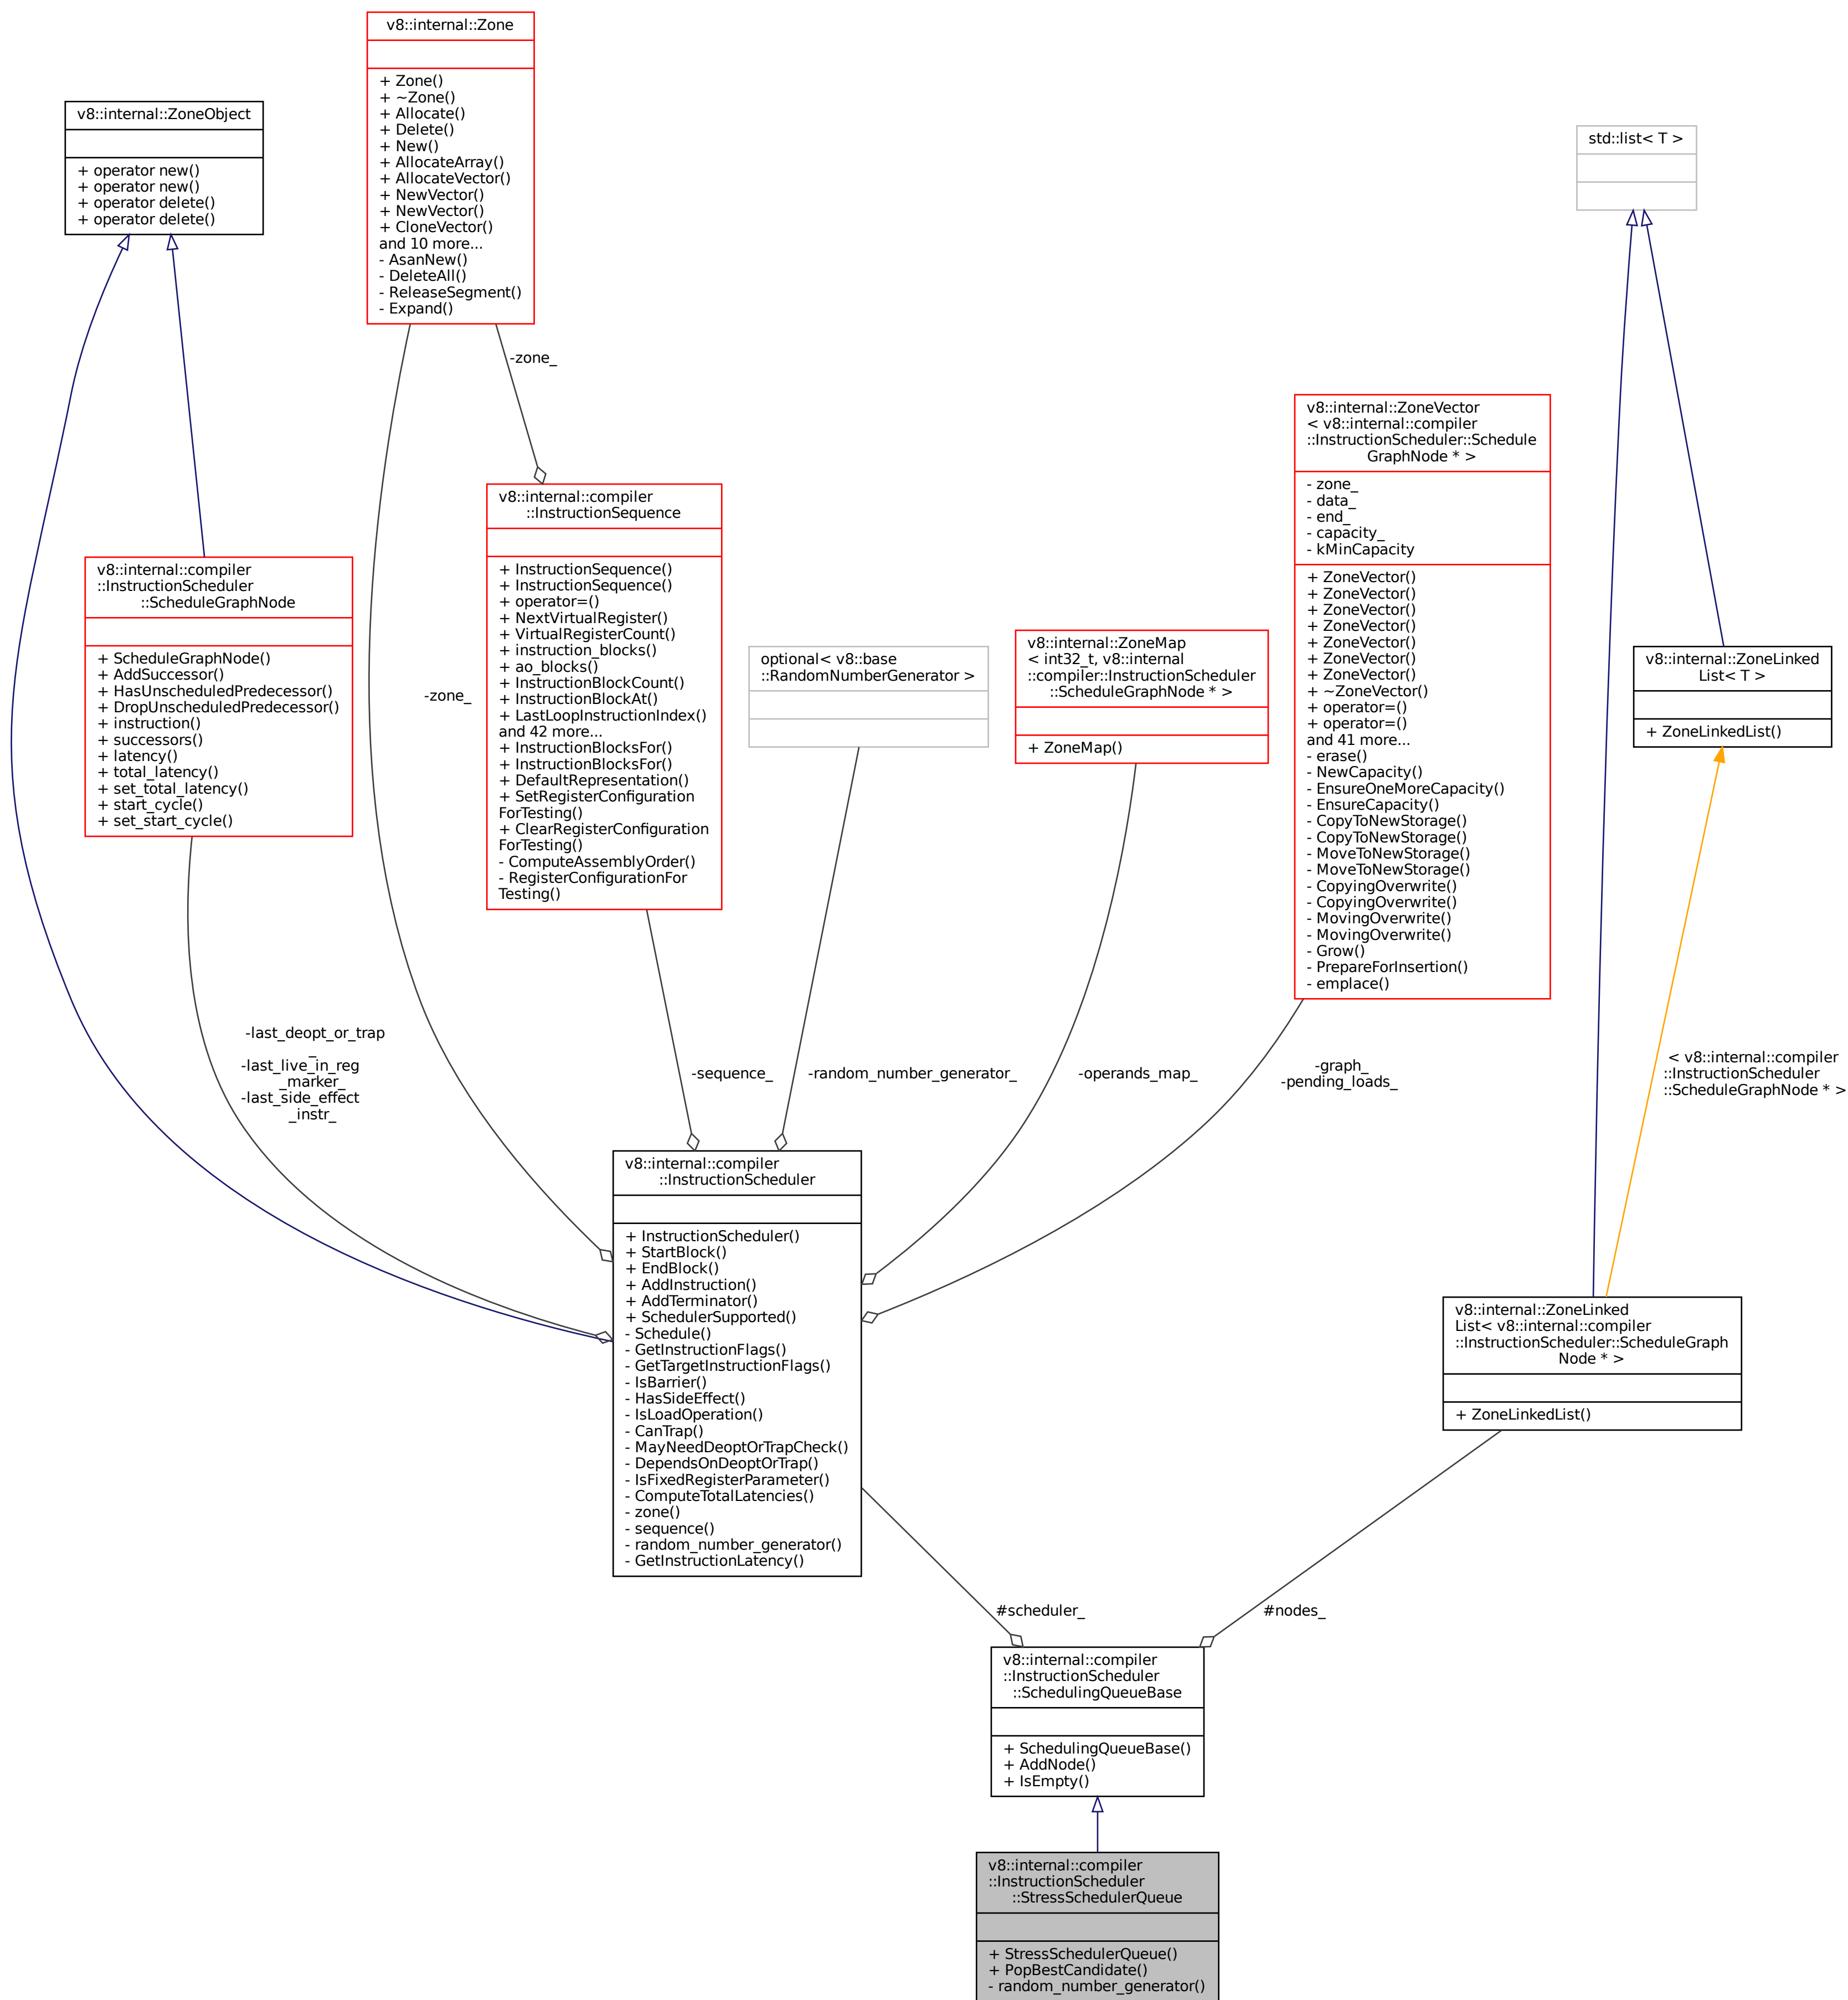 v8::internal::Zone
+ Zone()
+ ~Zone()
+ Allocate()
+ Delete()
+ New()
+ AllocateArray()
+ AllocateVector()
+ NewVector()
+ NewVector()
+ CloneVector()
and 10 more...
- AsanNew()
- DeleteAll()
- ReleaseSegment()
- Expand()
v8::internal::ZoneObject
+ operator new()
+ operator new()
+ operator delete()
+ operator delete()
std::list< T >
-zone_
v8::internal::ZoneVector
< v8::internal::compiler
::InstructionScheduler::Schedule
GraphNode * >
- zone_
- data_
- end_
- capacity_
- kMinCapacity
+ ZoneVector()
+ ZoneVector()
+ ZoneVector()
+ ZoneVector()
+ ZoneVector()
+ ZoneVector()
+ ZoneVector()
+ ~ZoneVector()
+ operator=()
+ operator=()
and 41 more...
- erase()
- NewCapacity()
- EnsureOneMoreCapacity()
- EnsureCapacity()
- CopyToNewStorage()
- CopyToNewStorage()
- MoveToNewStorage()
- MoveToNewStorage()
- CopyingOverwrite()
- CopyingOverwrite()
- MovingOverwrite()
- MovingOverwrite()
- Grow()
- PrepareForInsertion()
- emplace()
v8::internal::compiler
::InstructionSequence
+ InstructionSequence()
+ InstructionSequence()
+ operator=()
+ NextVirtualRegister()
+ VirtualRegisterCount()
+ instruction_blocks()
+ ao_blocks()
+ InstructionBlockCount()
+ InstructionBlockAt()
+ LastLoopInstructionIndex()
and 42 more...
+ InstructionBlocksFor()
+ InstructionBlocksFor()
+ DefaultRepresentation()
+ SetRegisterConfiguration
ForTesting()
+ ClearRegisterConfiguration
ForTesting()
- ComputeAssemblyOrder()
- RegisterConfigurationFor
Testing()
v8::internal::compiler
::InstructionScheduler
::ScheduleGraphNode
+ ScheduleGraphNode()
+ AddSuccessor()
+ HasUnscheduledPredecessor()
+ DropUnscheduledPredecessor()
+ instruction()
+ successors()
+ latency()
+ total_latency()
+ set_total_latency()
+ start_cycle()
+ set_start_cycle()
-zone_
optional< v8::base
::RandomNumberGenerator >
v8::internal::ZoneMap
< int32_t, v8::internal
::compiler::InstructionScheduler
::ScheduleGraphNode * >
+ ZoneMap()
v8::internal::ZoneLinked
List< T >
+ ZoneLinkedList()
-last_deopt_or_trap
_
-last_live_in_reg
_marker_
-last_side_effect
_instr_
-sequence_
-random_number_generator_
-operands_map_
-graph_
-pending_loads_
< v8::internal::compiler
::InstructionScheduler
::ScheduleGraphNode * >
v8::internal::compiler
::InstructionScheduler
+ InstructionScheduler()
+ StartBlock()
+ EndBlock()
+ AddInstruction()
+ AddTerminator()
+ SchedulerSupported()
- Schedule()
- GetInstructionFlags()
- GetTargetInstructionFlags()
- IsBarrier()
- HasSideEffect()
- IsLoadOperation()
- CanTrap()
- MayNeedDeoptOrTrapCheck()
- DependsOnDeoptOrTrap()
- IsFixedRegisterParameter()
- ComputeTotalLatencies()
- zone()
- sequence()
- random_number_generator()
- GetInstructionLatency()
v8::internal::ZoneLinked
List< v8::internal::compiler
::InstructionScheduler::ScheduleGraph
Node * >
+ ZoneLinkedList()
#scheduler_
#nodes_
v8::internal::compiler
::InstructionScheduler
::SchedulingQueueBase
+ SchedulingQueueBase()
+ AddNode()
+ IsEmpty()
v8::internal::compiler
::InstructionScheduler
::StressSchedulerQueue
+ StressSchedulerQueue()
+ PopBestCandidate()
- random_number_generator()